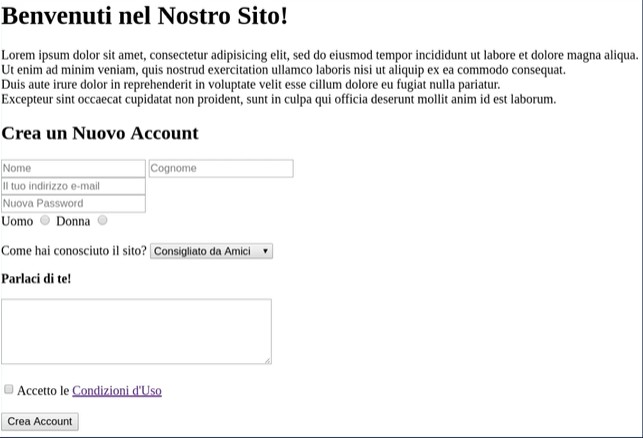 Benvenuti nel Nostro Sito!
Lorem ipsum dolor sit amet, consectetur adipisicing elit, sed do eiusmod tempor incididunt ut labore et dolore magna aliqua.
Ut enim ad minim veniam, quis nostrud exercitation ullamco laboris nisi ut aliquip ex ea commodo consequat.
Duis aute irure dolor in reprehenderit in voluptate velit esse cillum dolore eu fugiat nulla pariatur.
Excepteur sint occaecat cupidatat non proident, sunt in culpa qui officia deserunt mollit anim id est laborum.
Crea un Nuovo Account
Nome Cognome
Il tuo indirizzo e-mail
Nuova Password
Uomo Donna
Come hai conosciuto il sito? Consigliato da Amici
Parlaci di te!
Accetto le Condizioni d'Uso
Crea Account